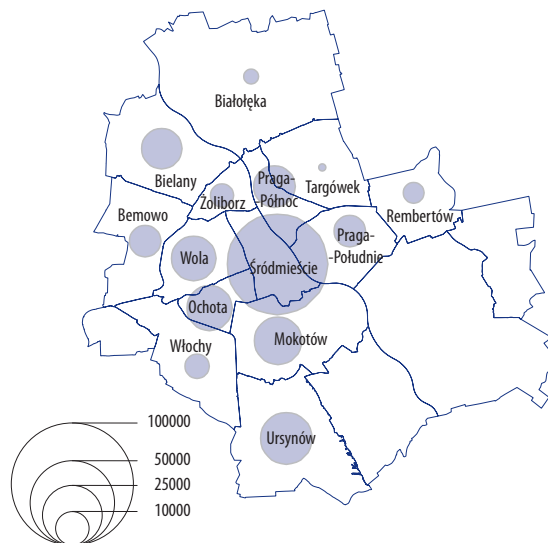 Białołęka
Bielany
Żoliborz
Praga-
Północ
Targówek
Rembertów
Bemowo
Wola
Śródmieście
Praga-
-Południe
Ochota
Włochy
Mokotów
Ursynów
100000
50000
25000
10000